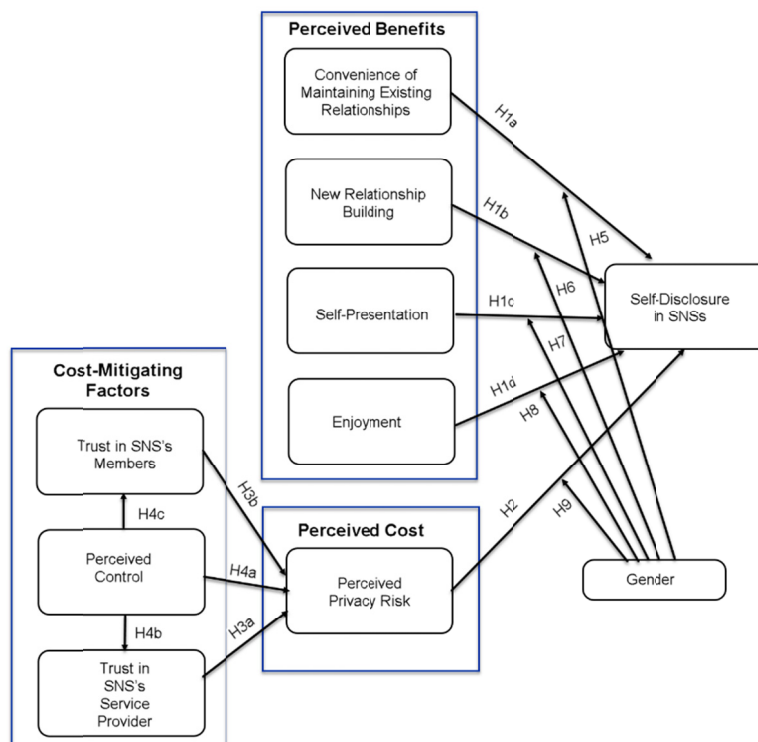 Perceived Benefits
Convenience of
Maintaining Existing
Relationships
H1a
New Relationship
Building
H1b
H5
H6
Self-Presentation
H1c
Self-Disclosure
in SNSs
H7
Enjoyment
H1d
H8
Cost-Mitigating
Factors
Trust in SNS's
Members
H3b
H4c
Perceived
Control
H4a
H4b
H3a
Trust in
SNS's
Service
Provider
Perceived Cost
Perceived
Privacy Risk
H2
H9
Gender